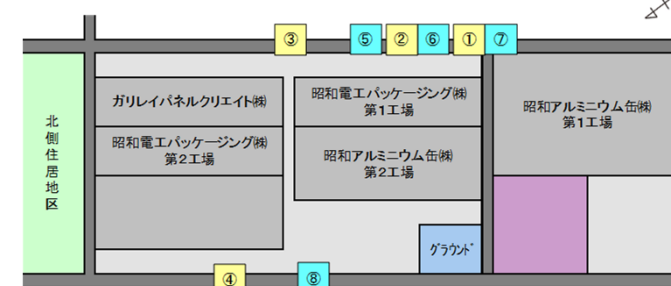 ③ ⑤ ② ⑥ ① ⑦
北側住居地区
ガリレイパネルクリエイト㈱
昭和電工パッケージング㈱
第2工場
昭和電工パッケージング㈱
第1工場
昭和アルミニウム缶㈱
第2工場
昭和アルミニウム缶㈱
第1工場
グラウンド
④ ⑧